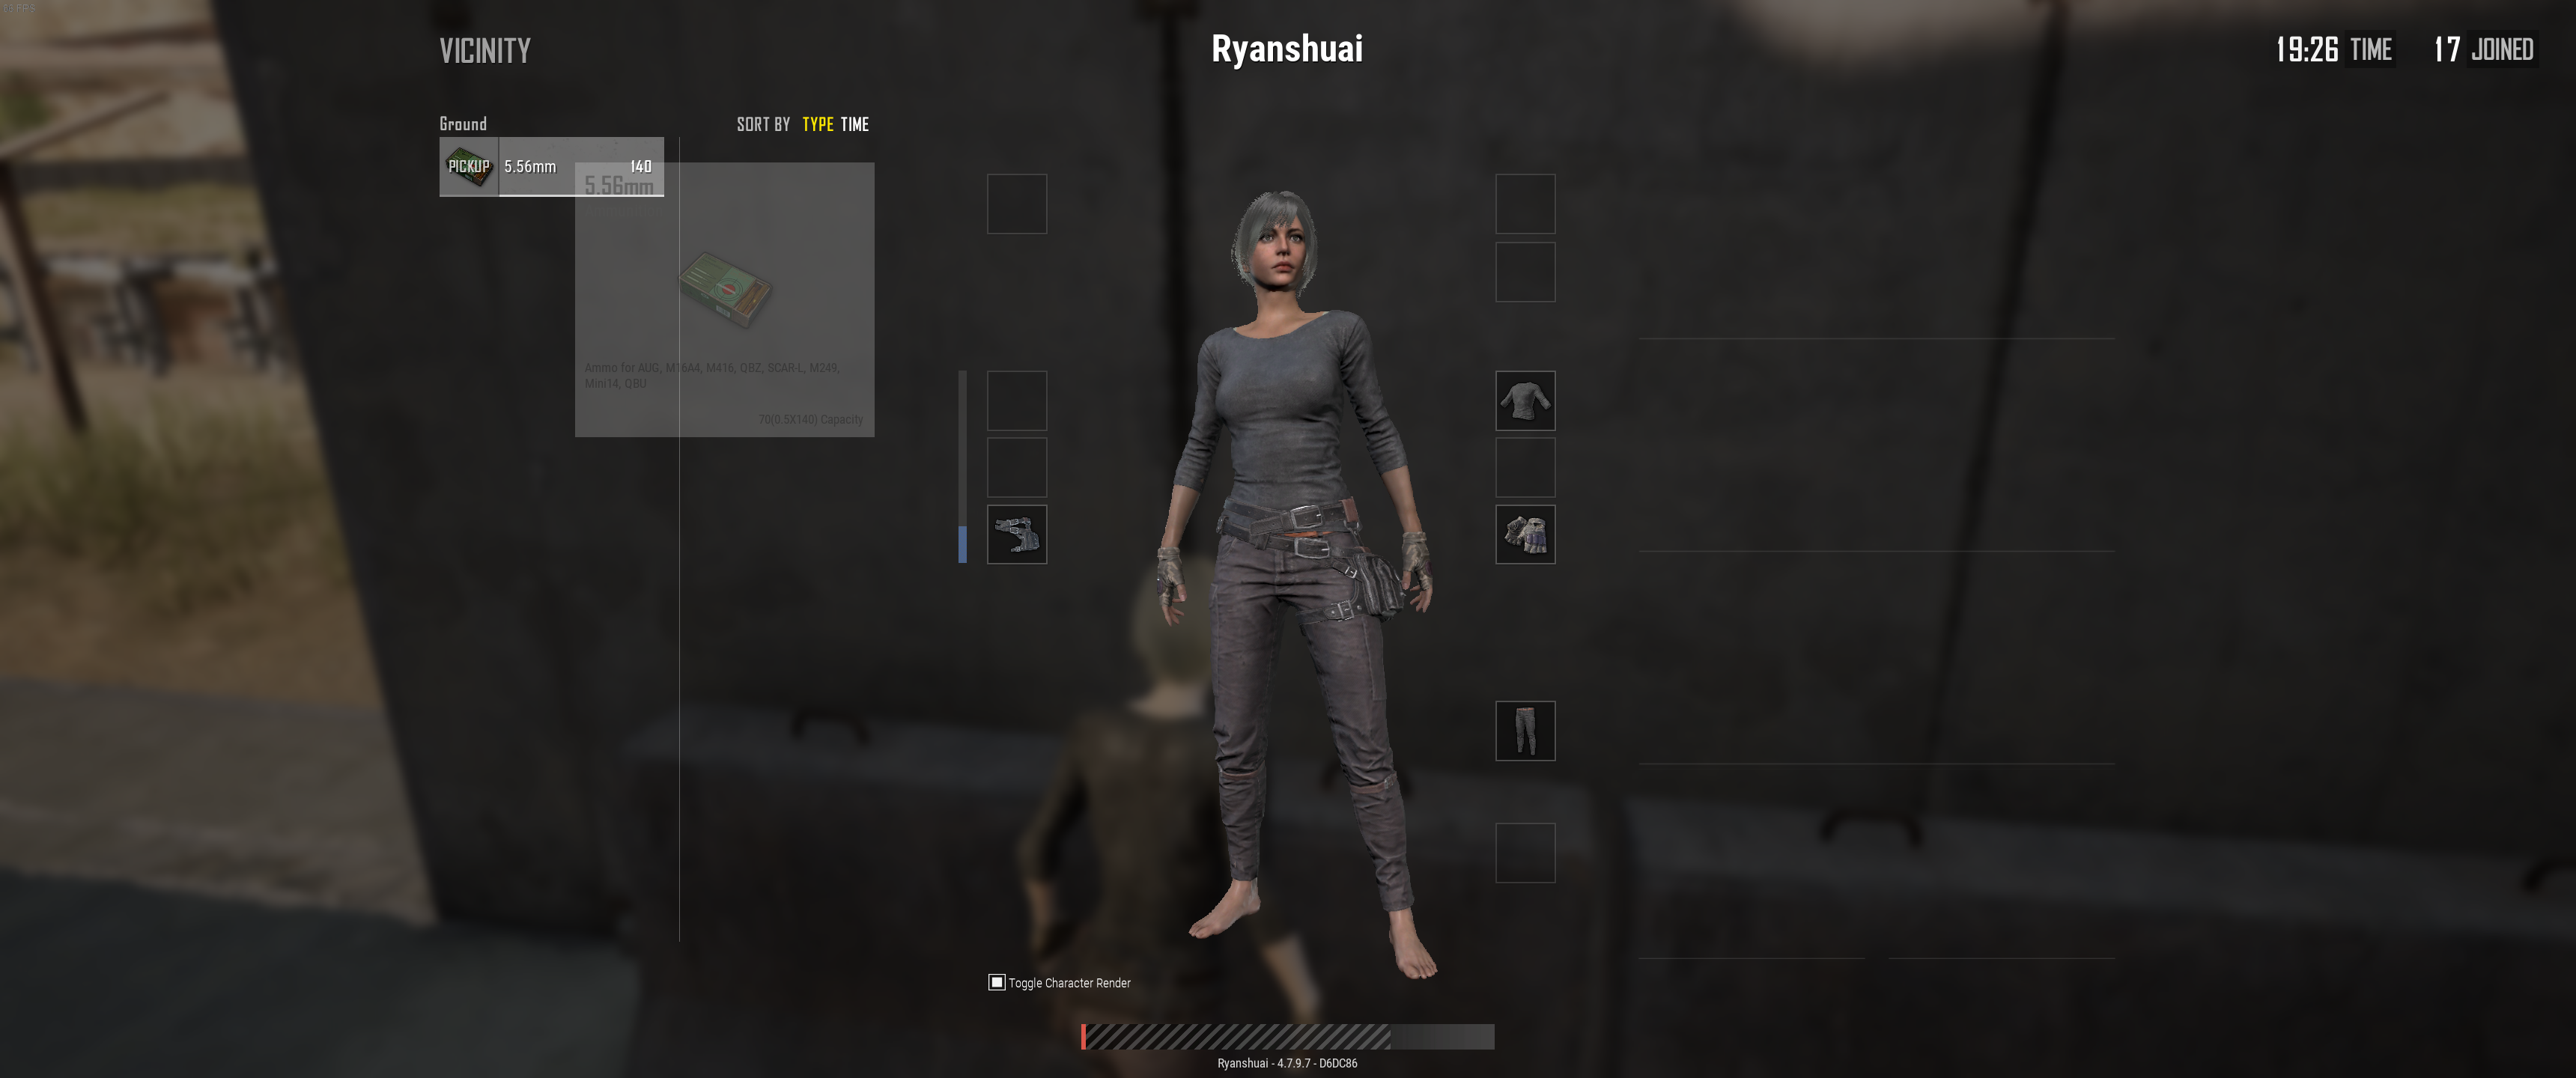 VICINITY
Ryanshuai
19:26 TIME 17 JOINED
Ground
SORT BY TYPE TIME
PICKUP 5.56mm 140
5.56mm
Ammo for AUG, M16A4, M416, QBZ, SCAR-L, M249,
Mini14, QBU
70(0.5X140) Capacity
Toggle Character Render
Ryanshuai - 4.7.9.7 - D6DC86